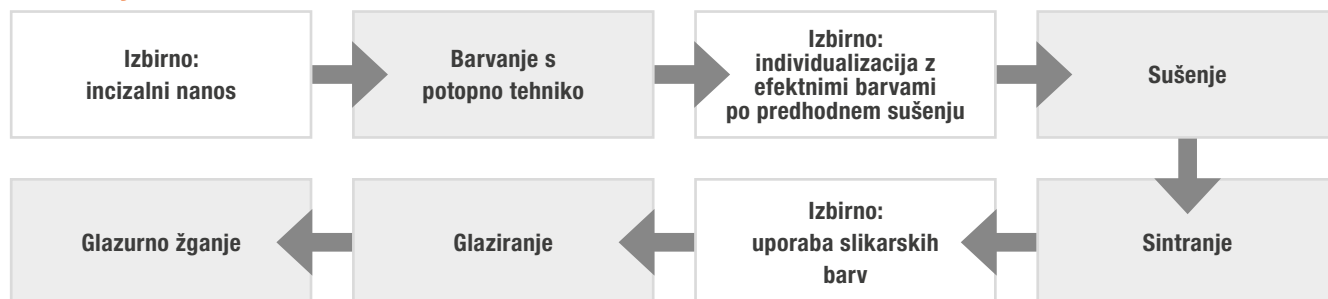 Izbirno:
incizalni nanos
Barvanje s
potopno tehniko
Izbirno:
individualizacija z
efektnimi barvami
po predhodnem sušenju
Sušenje
Glazurno žganje
Glaziranje
Izbirno:
uporaba slikarskih
barv
Sintranje